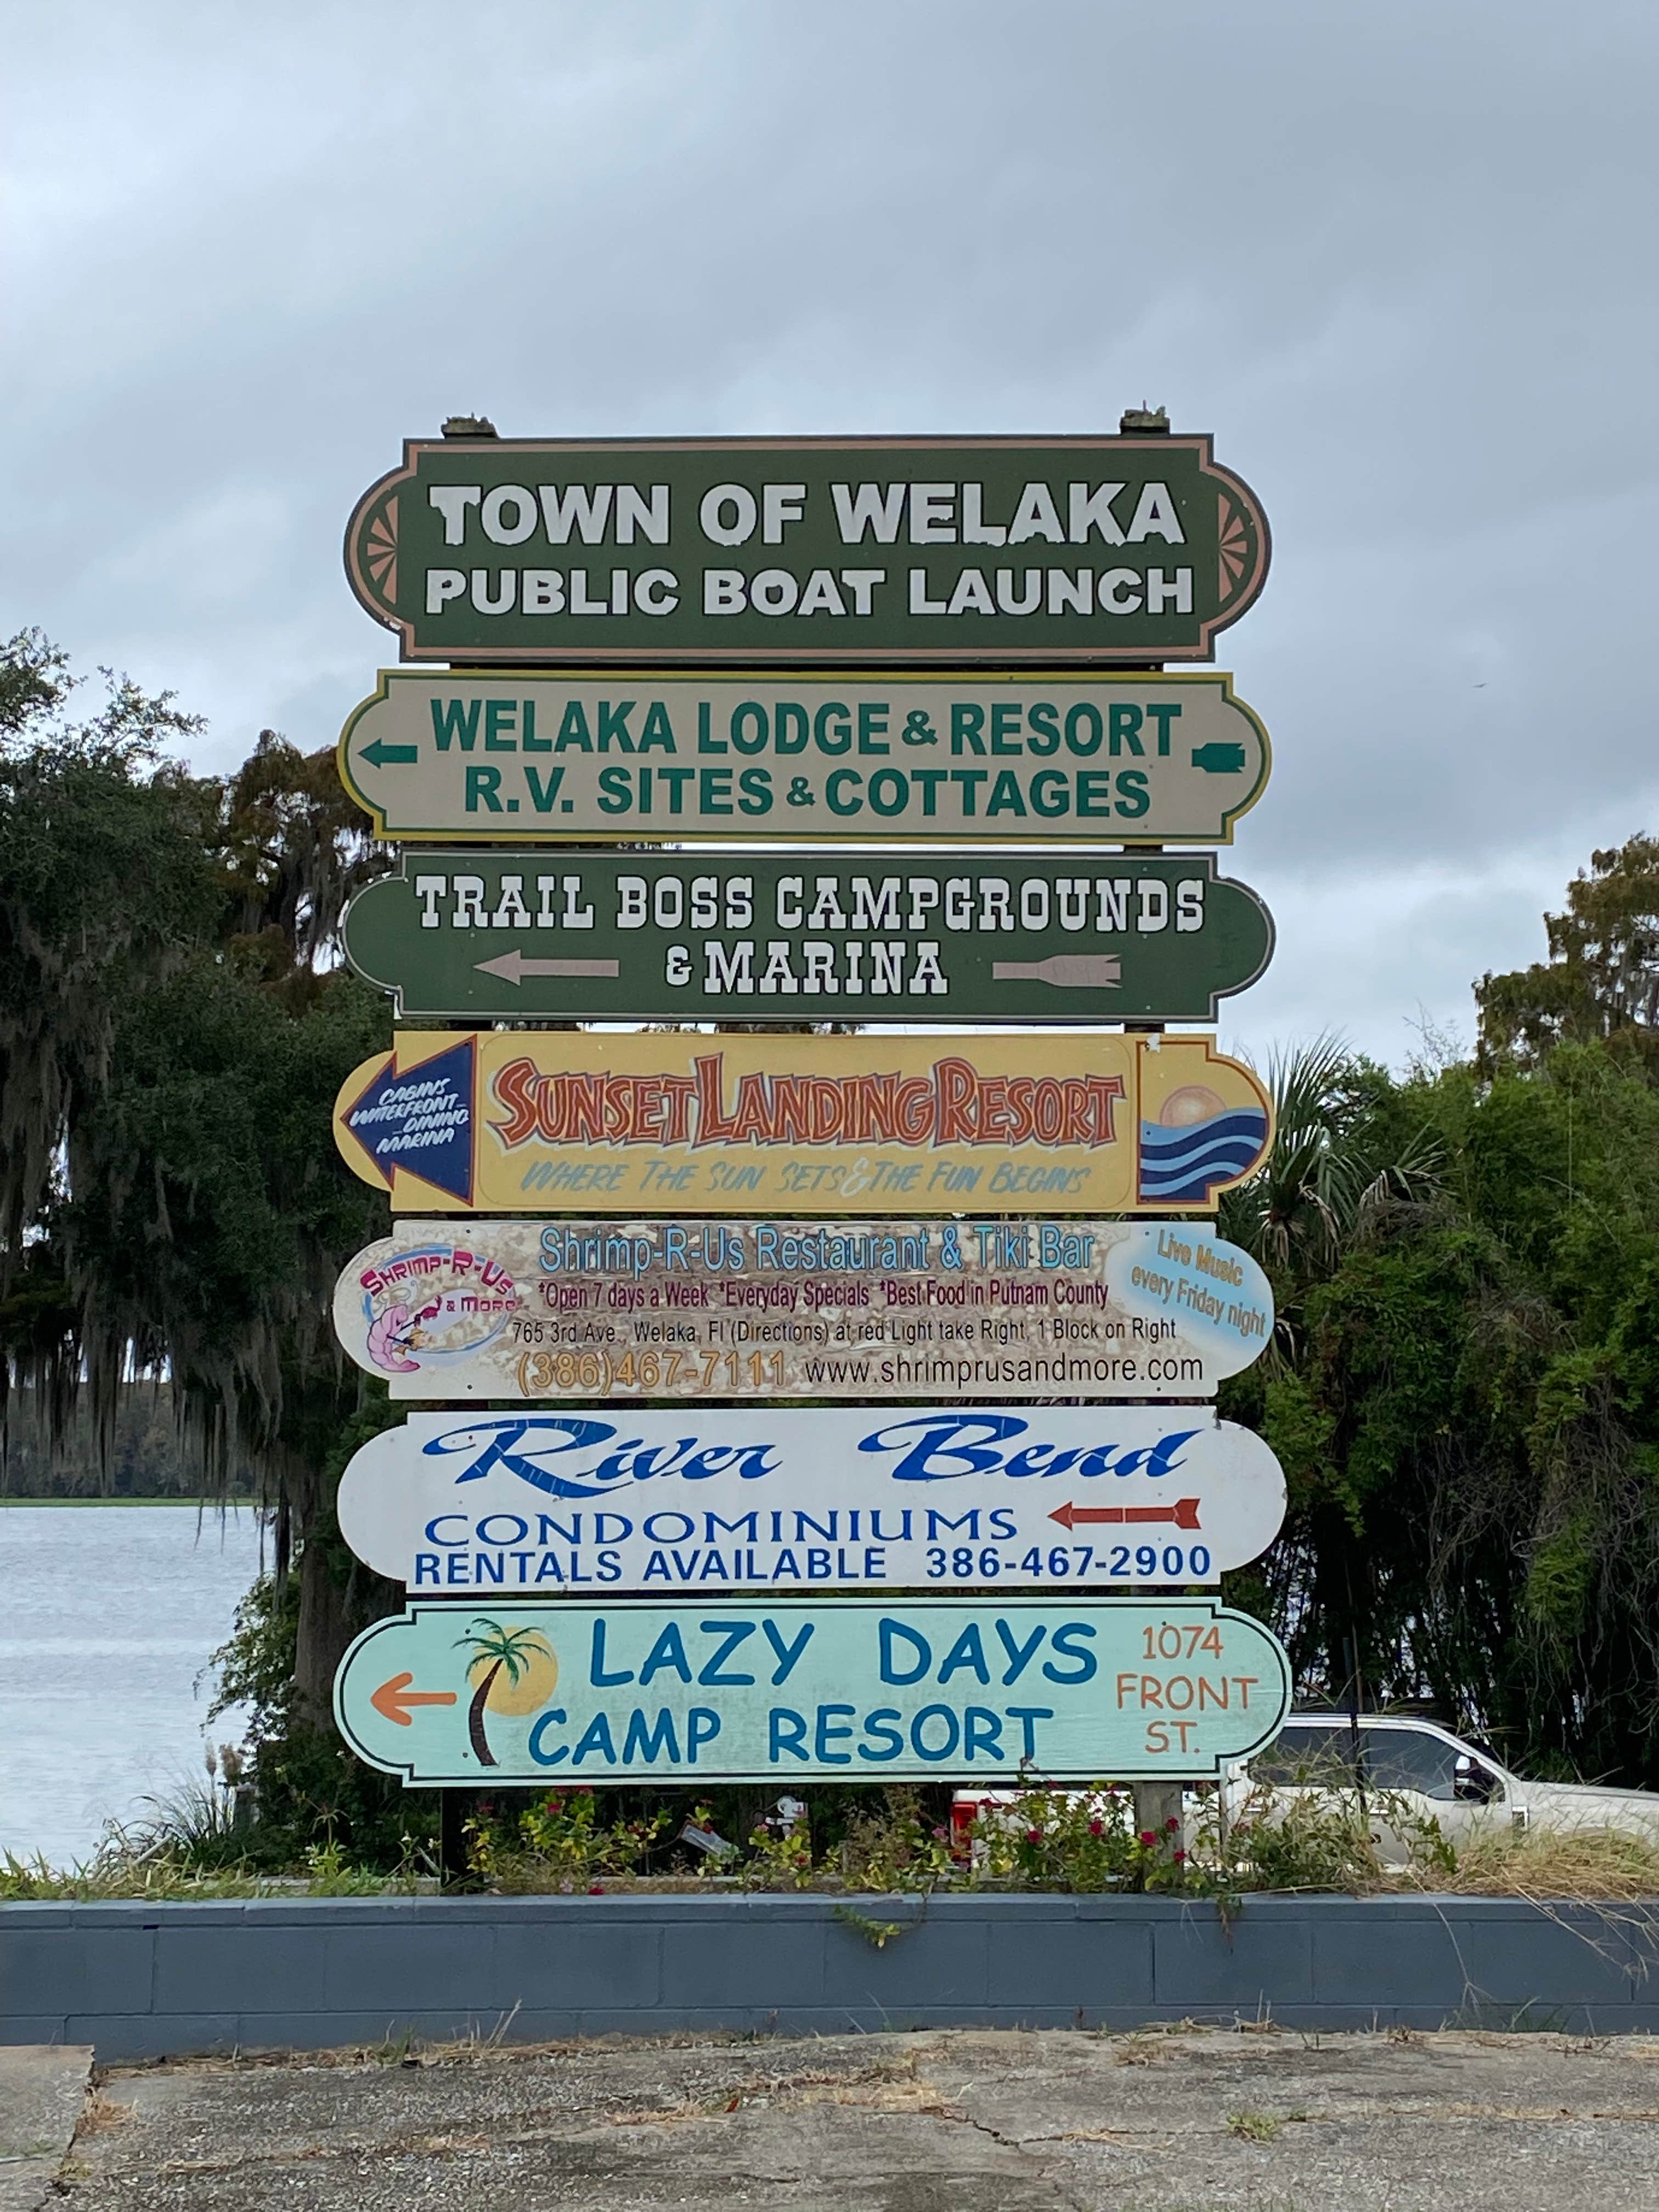 TOWN OF WELAKA
PUBLIC BOAT LAUNCH
WELAKA LODGE & RESORT
R.V. SITES & COTTAGES
TRAIL BOSS CAMPGROUNDS
& MARINA
CABINS
WATERFRONT
DINING
MARINA
SUNSET LANDING RESORT
WHERE THE SUN SETS & THE FUN BEGINS
SHRIMP-R-US
& MORE
Shrimp-R-Us Restaurant & Tiki Bar
*Open 7 days a Week *Everyday Specials *Best Food in Putnam County
765 3rd Ave., Welaka, Fl (Directions) at red Light take Right, 1 Block on Right
(386)467-7111 www.shrimprusandmore.com
Live Music
every Friday night
River Bend
CONDOMINIUMS
RENTALS AVAILABLE 386-467-2900
LAZY DAYS
CAMP RESORT
1074
FRONT
ST.